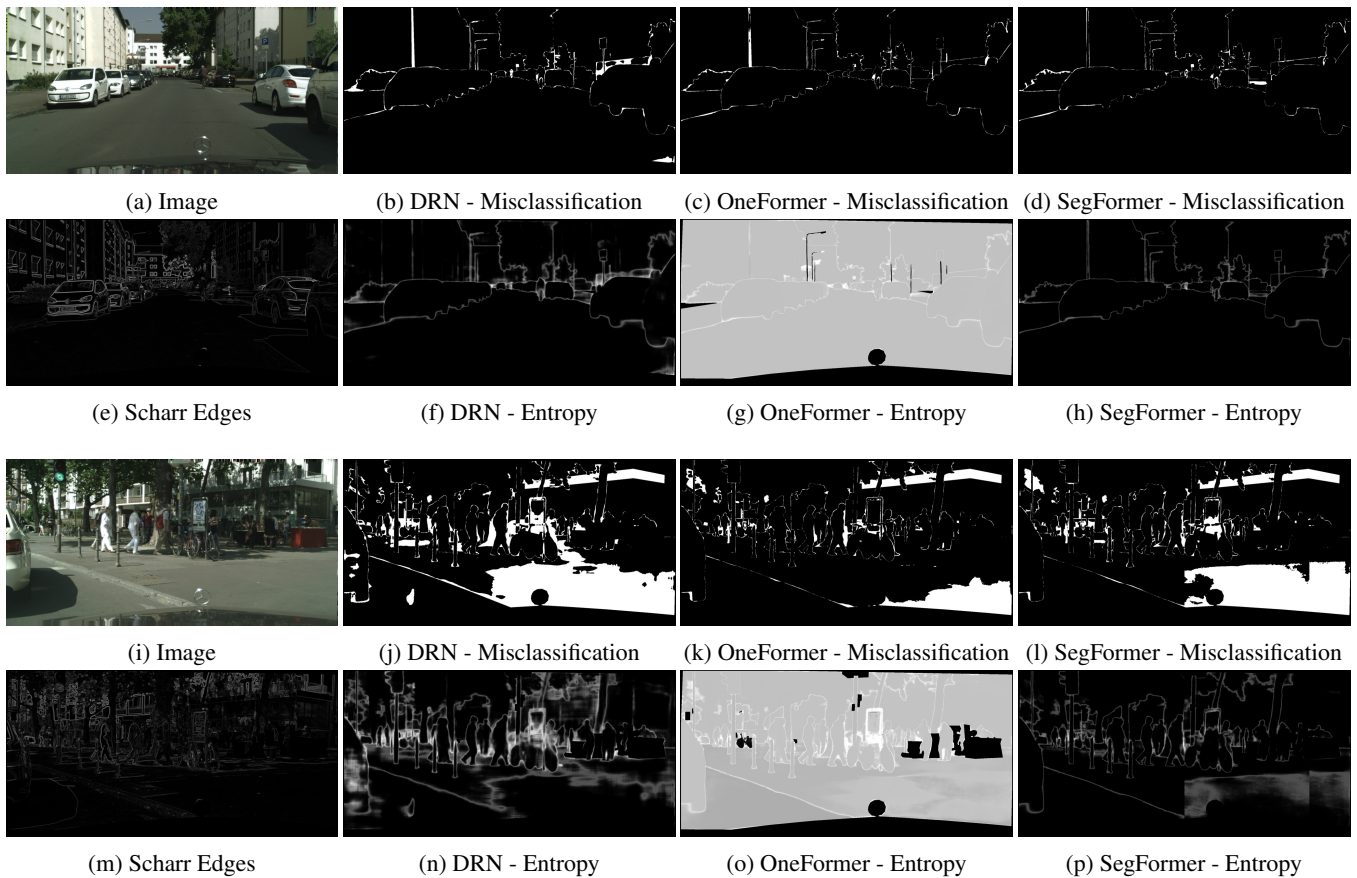 (a) Image
(b) DRN - Misclassification
(c) OneFormer - Misclassification
(d) SegFormer - Misclassification
(e) Scharr Edges
(f) DRN - Entropy
(g) OneFormer - Entropy
(h) SegFormer - Entropy
(i) Image
(j) DRN - Misclassification
(k) OneFormer - Misclassification
(l) SegFormer - Misclassification
(m) Scharr Edges
(n) DRN - Entropy
(o) OneFormer - Entropy
(p) SegFormer - Entropy